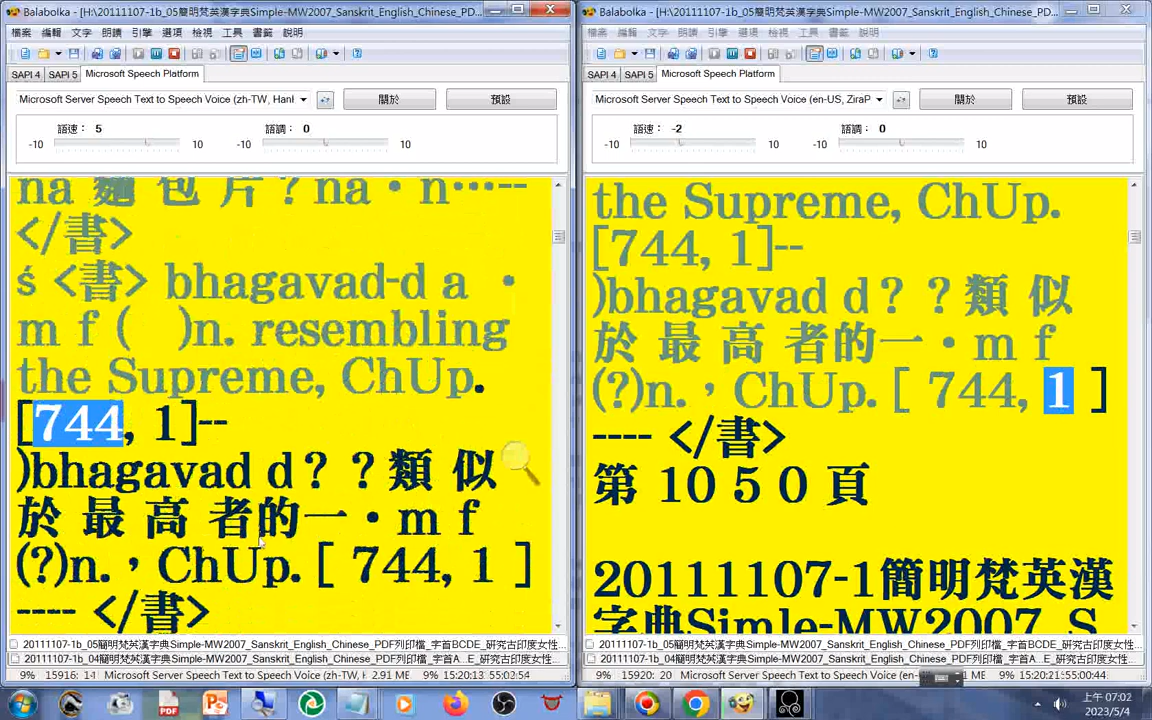 Balabolka - [H:\20111107-1b_05簡明梵英漢字典Simple-MW2007_Sanskrit_English_Chinese_PD...
檔案 編輯 文字 朗讀 引擎 選項 檢視 工具 書籤 說明
SAPI 4 SAPI 5 Microsoft Speech Platform
Microsoft Server Speech Text to Speech Voice (zh-TW, HanH 關於 預設
語速: 5 語調: 0
-10 10 -10 10
na 麵 包 片？na・n⋯⋯--
</書>
ś <書> bhagavad-d a ・
m f ( )n. resembling
the Supreme, ChUp.
[744, 1]--
)bhagavad d？？類 似
於 最 高 者的一・m f
(?)n.，ChUp. [ 744, 1 ]
---- </書>
20111107-1b_05簡明梵英漢字典Simple-MW2007_Sanskrit_English_Chinese_PDF列印檔_字首BCDE_研究古印度女性...
20111107-1b_04簡明梵英漢字典Simple-MW2007_Sanskrit_English_Chinese_PDF列印檔_字首A...E_研究古印度女性...
9% 15916: 14 Microsoft Server Speech Text to Speech Voice (zh-TW, H 2.91 ME 9% 15:20:13-55:02:54
Balabolka - [H:\20111107-1b_05簡明梵英漢字典Simple-MW2007_Sanskrit_English_Chinese_PD...
檔案 編輯 文字 朗讀 引擎 選項 檢視 工具 書籤 說明
SAPI 4 SAPI 5 Microsoft Speech Platform
Microsoft Server Speech Text to Speech Voice (en-US, ZiraP 關於 預設
語速: -2 語調: 0
-10 10 -10 10
the Supreme, ChUp.
[744, 1]--
)bhagavad d？？類 似
於 最 高 者的一・m f
(?)n.，ChUp. [ 744, 1 ]
---- </書>
第 10 5 0 頁
20111107-1簡明梵英漢
字典Simle-MW2007_S
20111107-1b_05簡明梵英漢字典Simple-MW2007_Sanskrit_English_Chinese_PDF列印檔_字首BCDE_研究古印度女性...
20111107-1b_04簡明梵英漢字典Simple-MW2007_Sanskrit_English_Chinese_PDF列印檔_字首A...E_研究古印度女性...
9% 15920: 20 Microsoft Server Speech Text to Speech Voice (en-US ME 9% 15:20:21-55:00:44
PDF
上午 07:02
2023/5/4